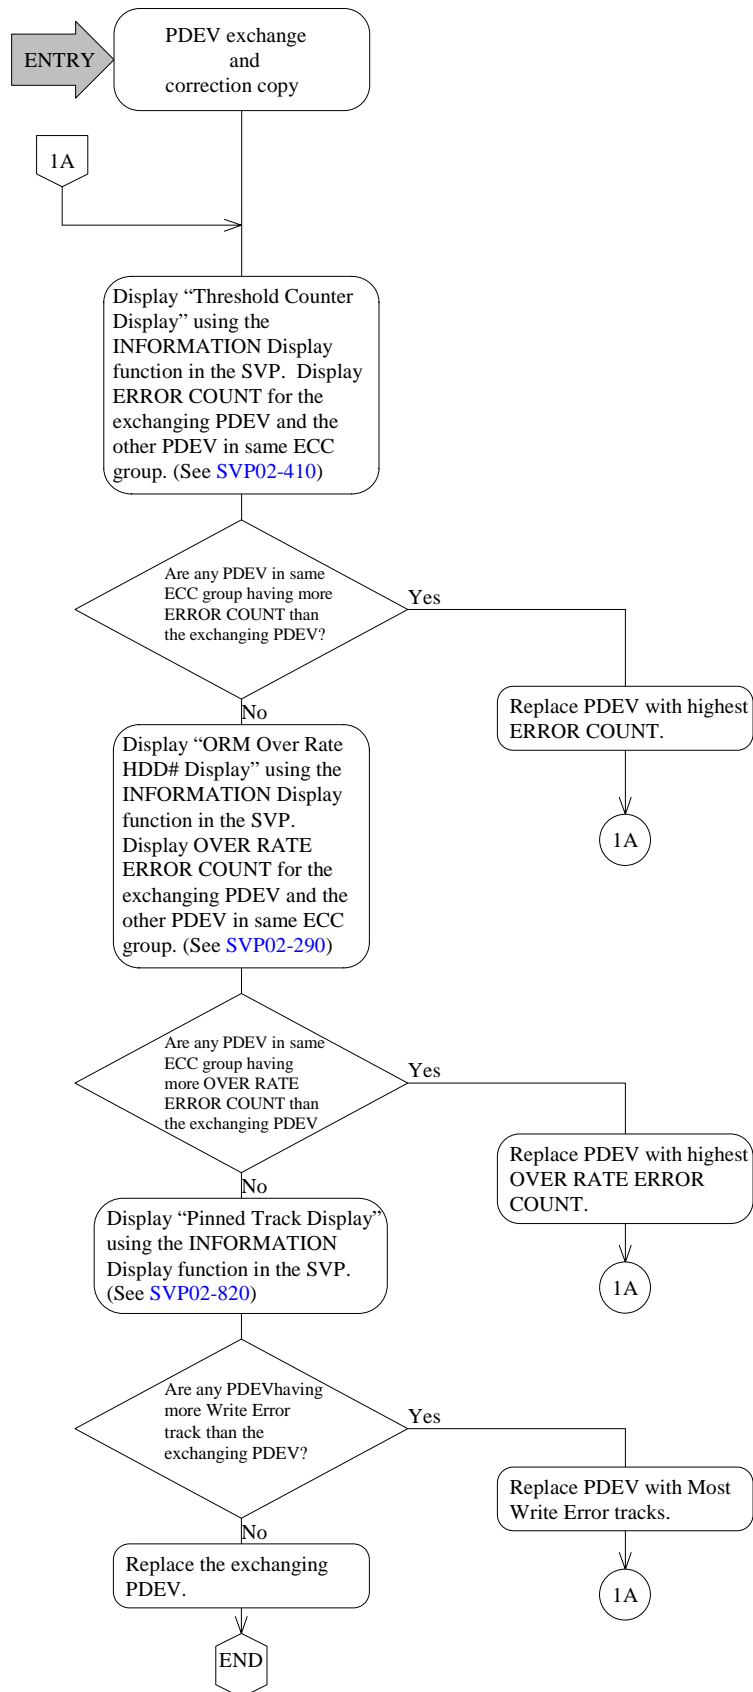 ENTRY
PDEV exchange
and
correction copy
1A
Display “Threshold Counter
Display” using the
INFORMATION Display
function in the SVP.  Display
ERROR COUNT for the
exchanging PDEV and the
other PDEV in same ECC
group. (See SVP02-410)
Are any PDEV in same
ECC group having more
ERROR COUNT than
the exchanging PDEV?
Yes
Replace PDEV with highest
ERROR COUNT.
1A
No
Display “ORM Over Rate
HDD# Display” using the
INFORMATION Display
function in the SVP.
Display OVER RATE
ERROR COUNT for the
exchanging PDEV and the
other PDEV in same ECC
group. (See SVP02-290)
Are any PDEV in same
ECC group having
more OVER RATE
ERROR COUNT than
the exchanging PDEV
Yes
Replace PDEV with highest
OVER RATE ERROR
COUNT.
1A
No
Display “Pinned Track Display”
using the INFORMATION
Display function in the SVP.
(See SVP02-820)
Are any PDEVhaving
more Write Error
track than the
exchanging PDEV?
Yes
Replace PDEV with Most
Write Error tracks.
1A
No
Replace the exchanging
PDEV.
END